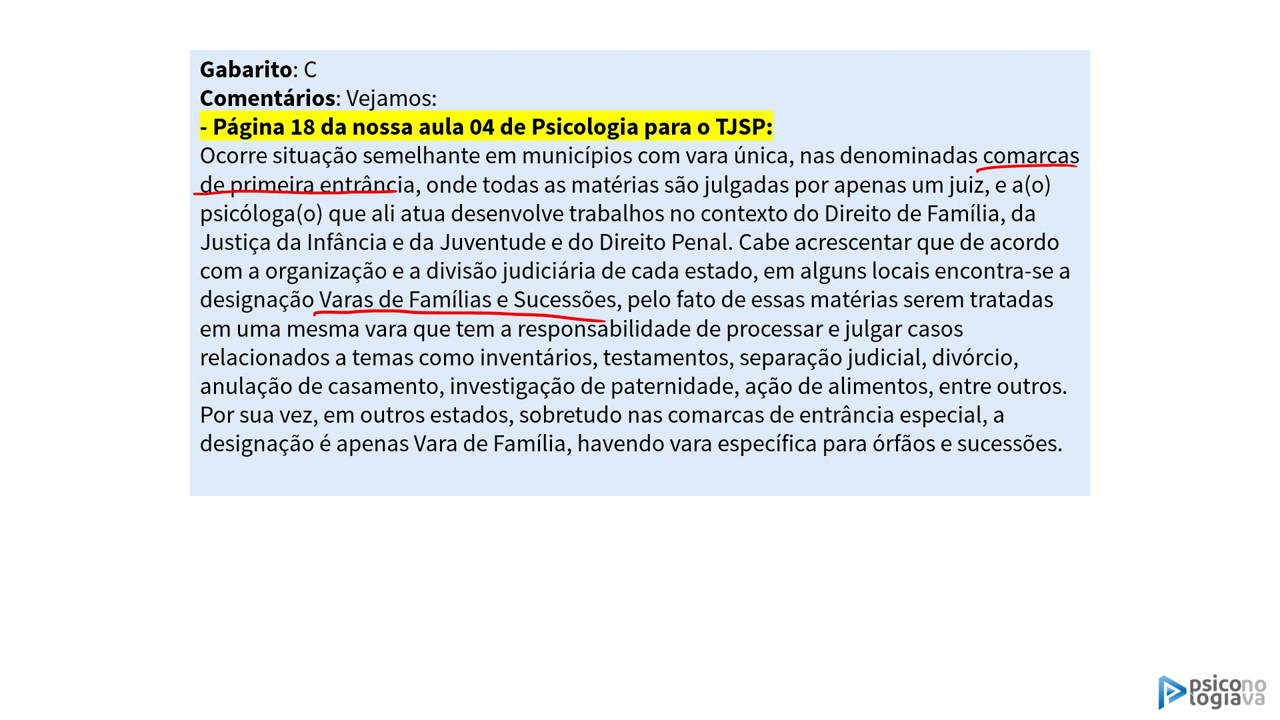 Gabarito: C
Comentários: Vejamos:
- Página 18 da nossa aula 04 de Psicologia para o TJSP:
Ocorre situação semelhante em municípios com vara única, nas denominadas comarcas
de primeira entrância, onde todas as matérias são julgadas por apenas um juiz, e a(o)
psicóloga(o) que ali atua desenvolve trabalhos no contexto do Direito de Família, da
Justiça da Infância e da Juventude e do Direito Penal. Cabe acrescentar que de acordo
com a organização e a divisão judiciária de cada estado, em alguns locais encontra-se a
designação Varas de Famílias e Sucessões, pelo fato de essas matérias serem tratadas
em uma mesma vara que tem a responsabilidade de processar e julgar casos
relacionados a temas como inventários, testamentos, separação judicial, divórcio,
anulação de casamento, investigação de paternidade, ação de alimentos, entre outros.
Por sua vez, em outros estados, sobretudo nas comarcas de entrância especial, a
designação é apenas Vara de Família, havendo vara específica para órfãos e sucessões.
psicono
logiava